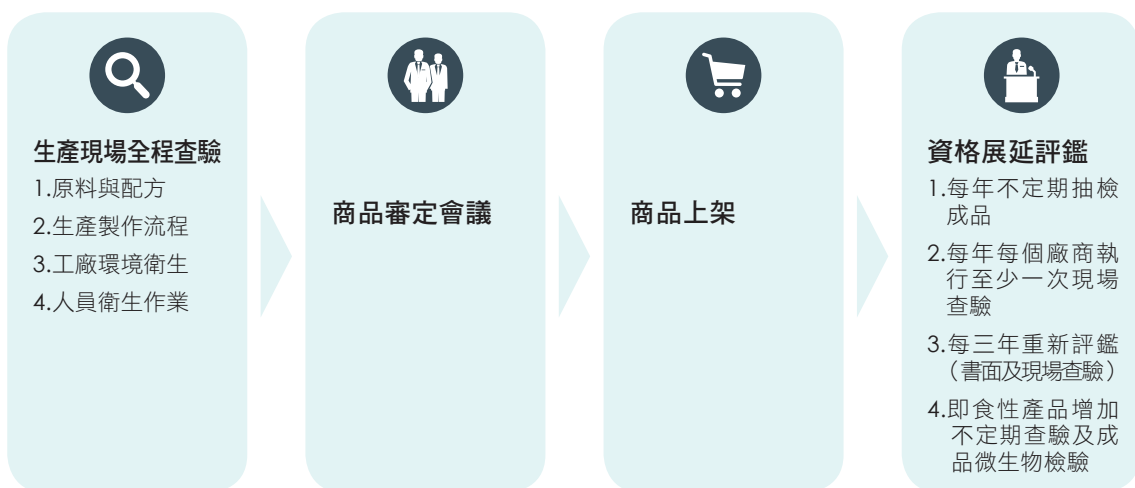 生產現場全程查驗
1.原料與配方
2.生產製作流程
3.工廠環境衛生
4.人員衛生作業
商品審定會議
商品上架
資格展延評鑑
1.每年不定期抽檢
成品
2.每年每個廠商執
行至少一次現場
查驗
3.每三年重新評鑑
（書面及現場查驗）
4.即食性產品增加
不定期查驗及成
品微生物檢驗